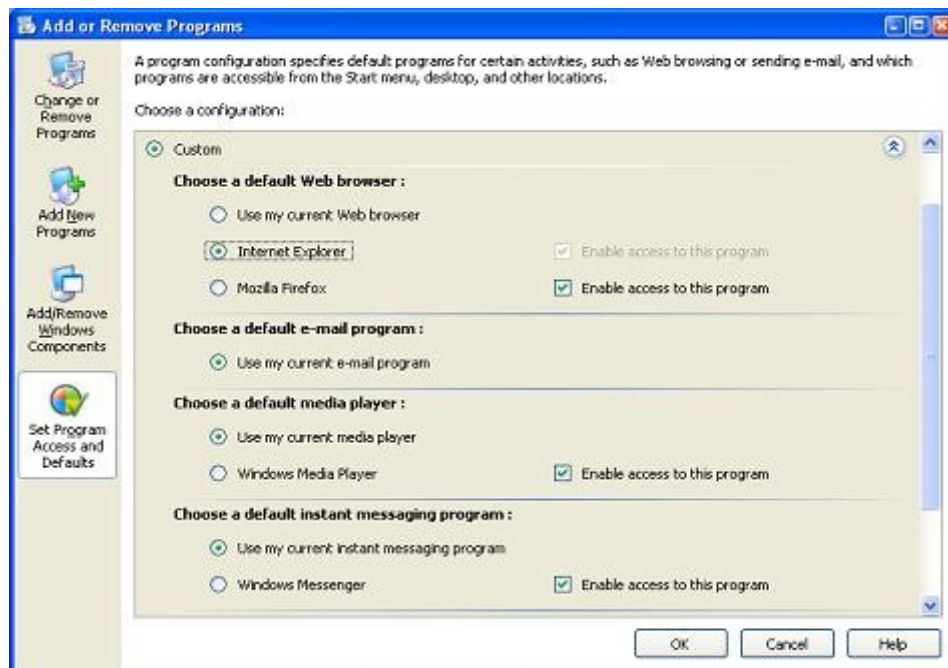 Add or Remove Programs
Change or
Remove
Programs
Add New
Programs
Add/Remove
Windows
Components
Set Program
Access and
Defaults
A program configuration specifies default programs for certain activities, such as Web browsing or sending e-mail, and which
programs are accessible from the Start menu, desktop, and other locations.
Choose a configuration:
Custom
Choose a default Web browser :
Use my current Web browser
Internet Explorer Enable access to this program
Mozilla Firefox Enable access to this program
Choose a default e-mail program :
Use my current e-mail program
Choose a default media player :
Use my current media player
Windows Media Player Enable access to this program
Choose a default instant messaging program :
Use my current instant messaging program
Windows Messenger Enable access to this program
OK Cancel Help